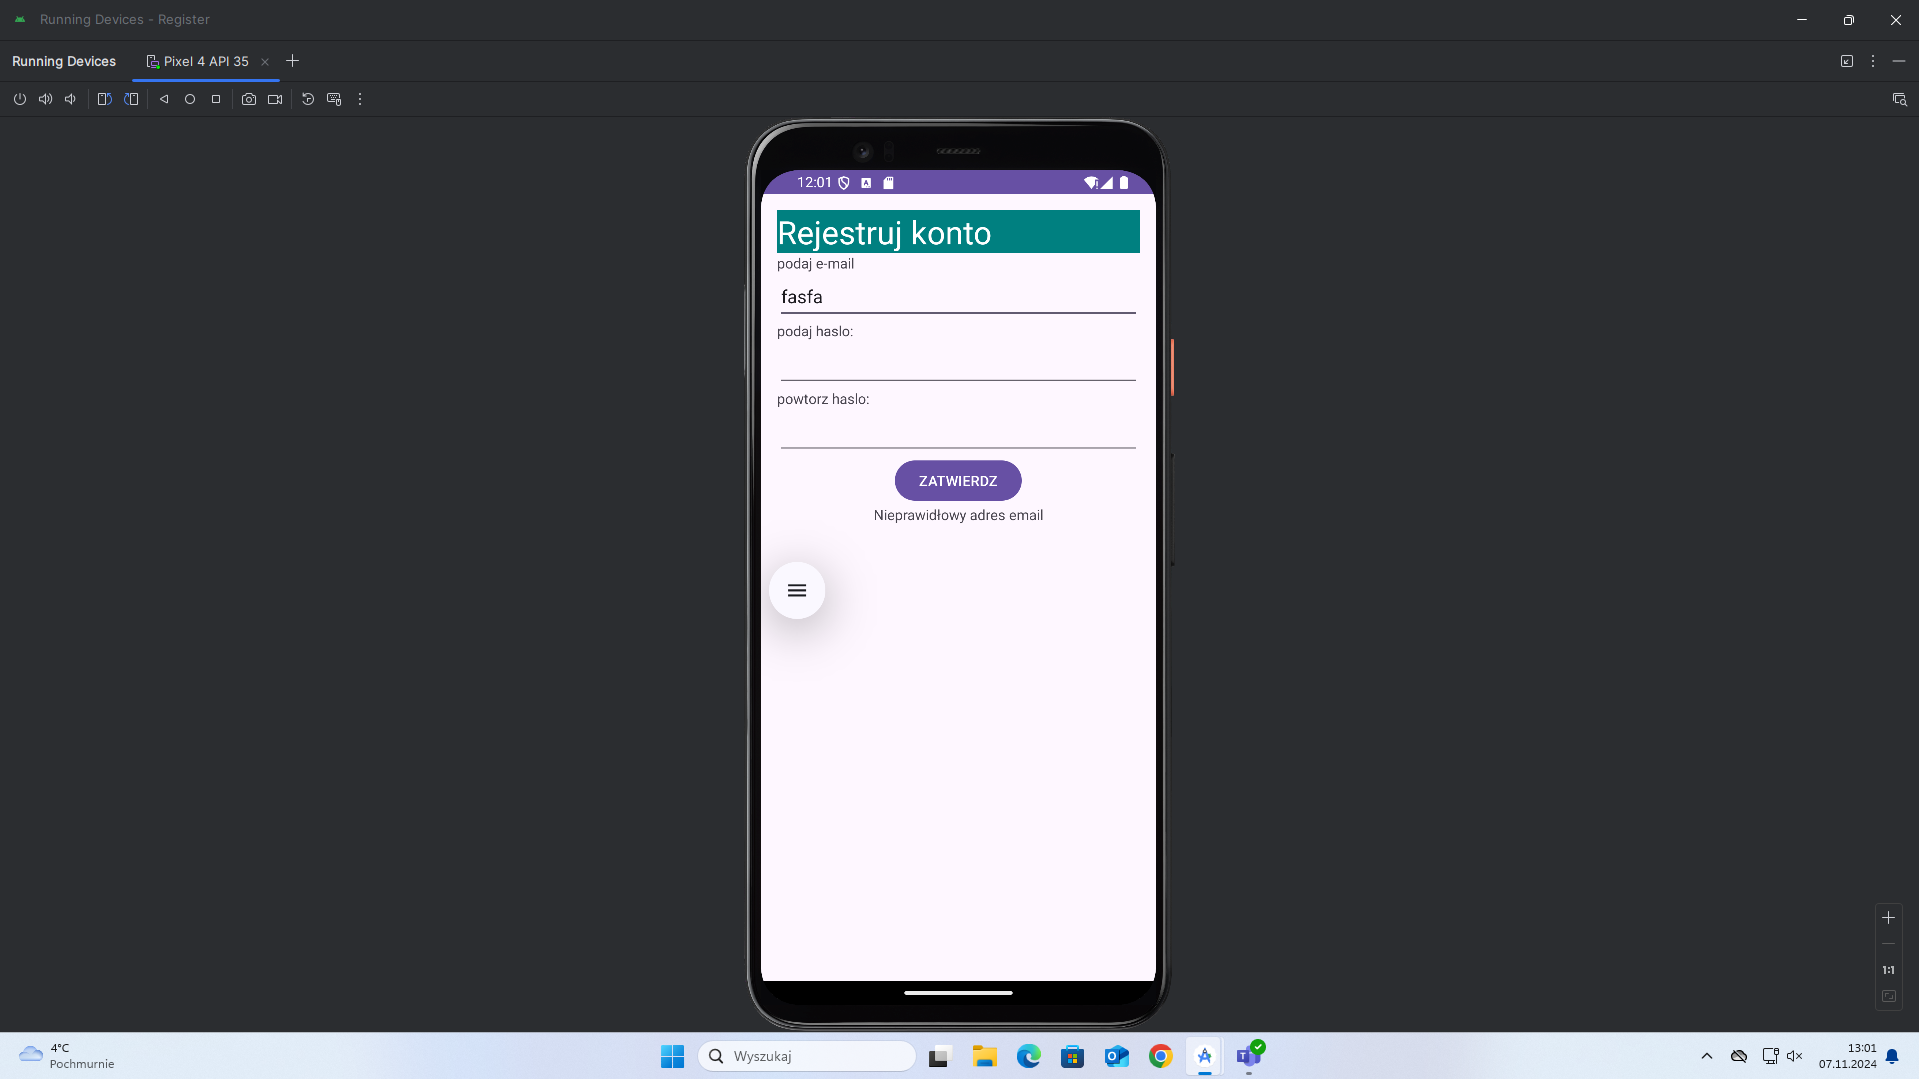 Running Devices - Register
Running Devices
Pixel 4 API 35
12:01
Rejestruj konto
podaj e-mail
fasfa
podaj haslo:
powtorz haslo:
ZATWIERDZ
Nieprawidłowy adres email
1:1
4°C
Pochmurnie
Wyszukaj
13:01
07.11.2024